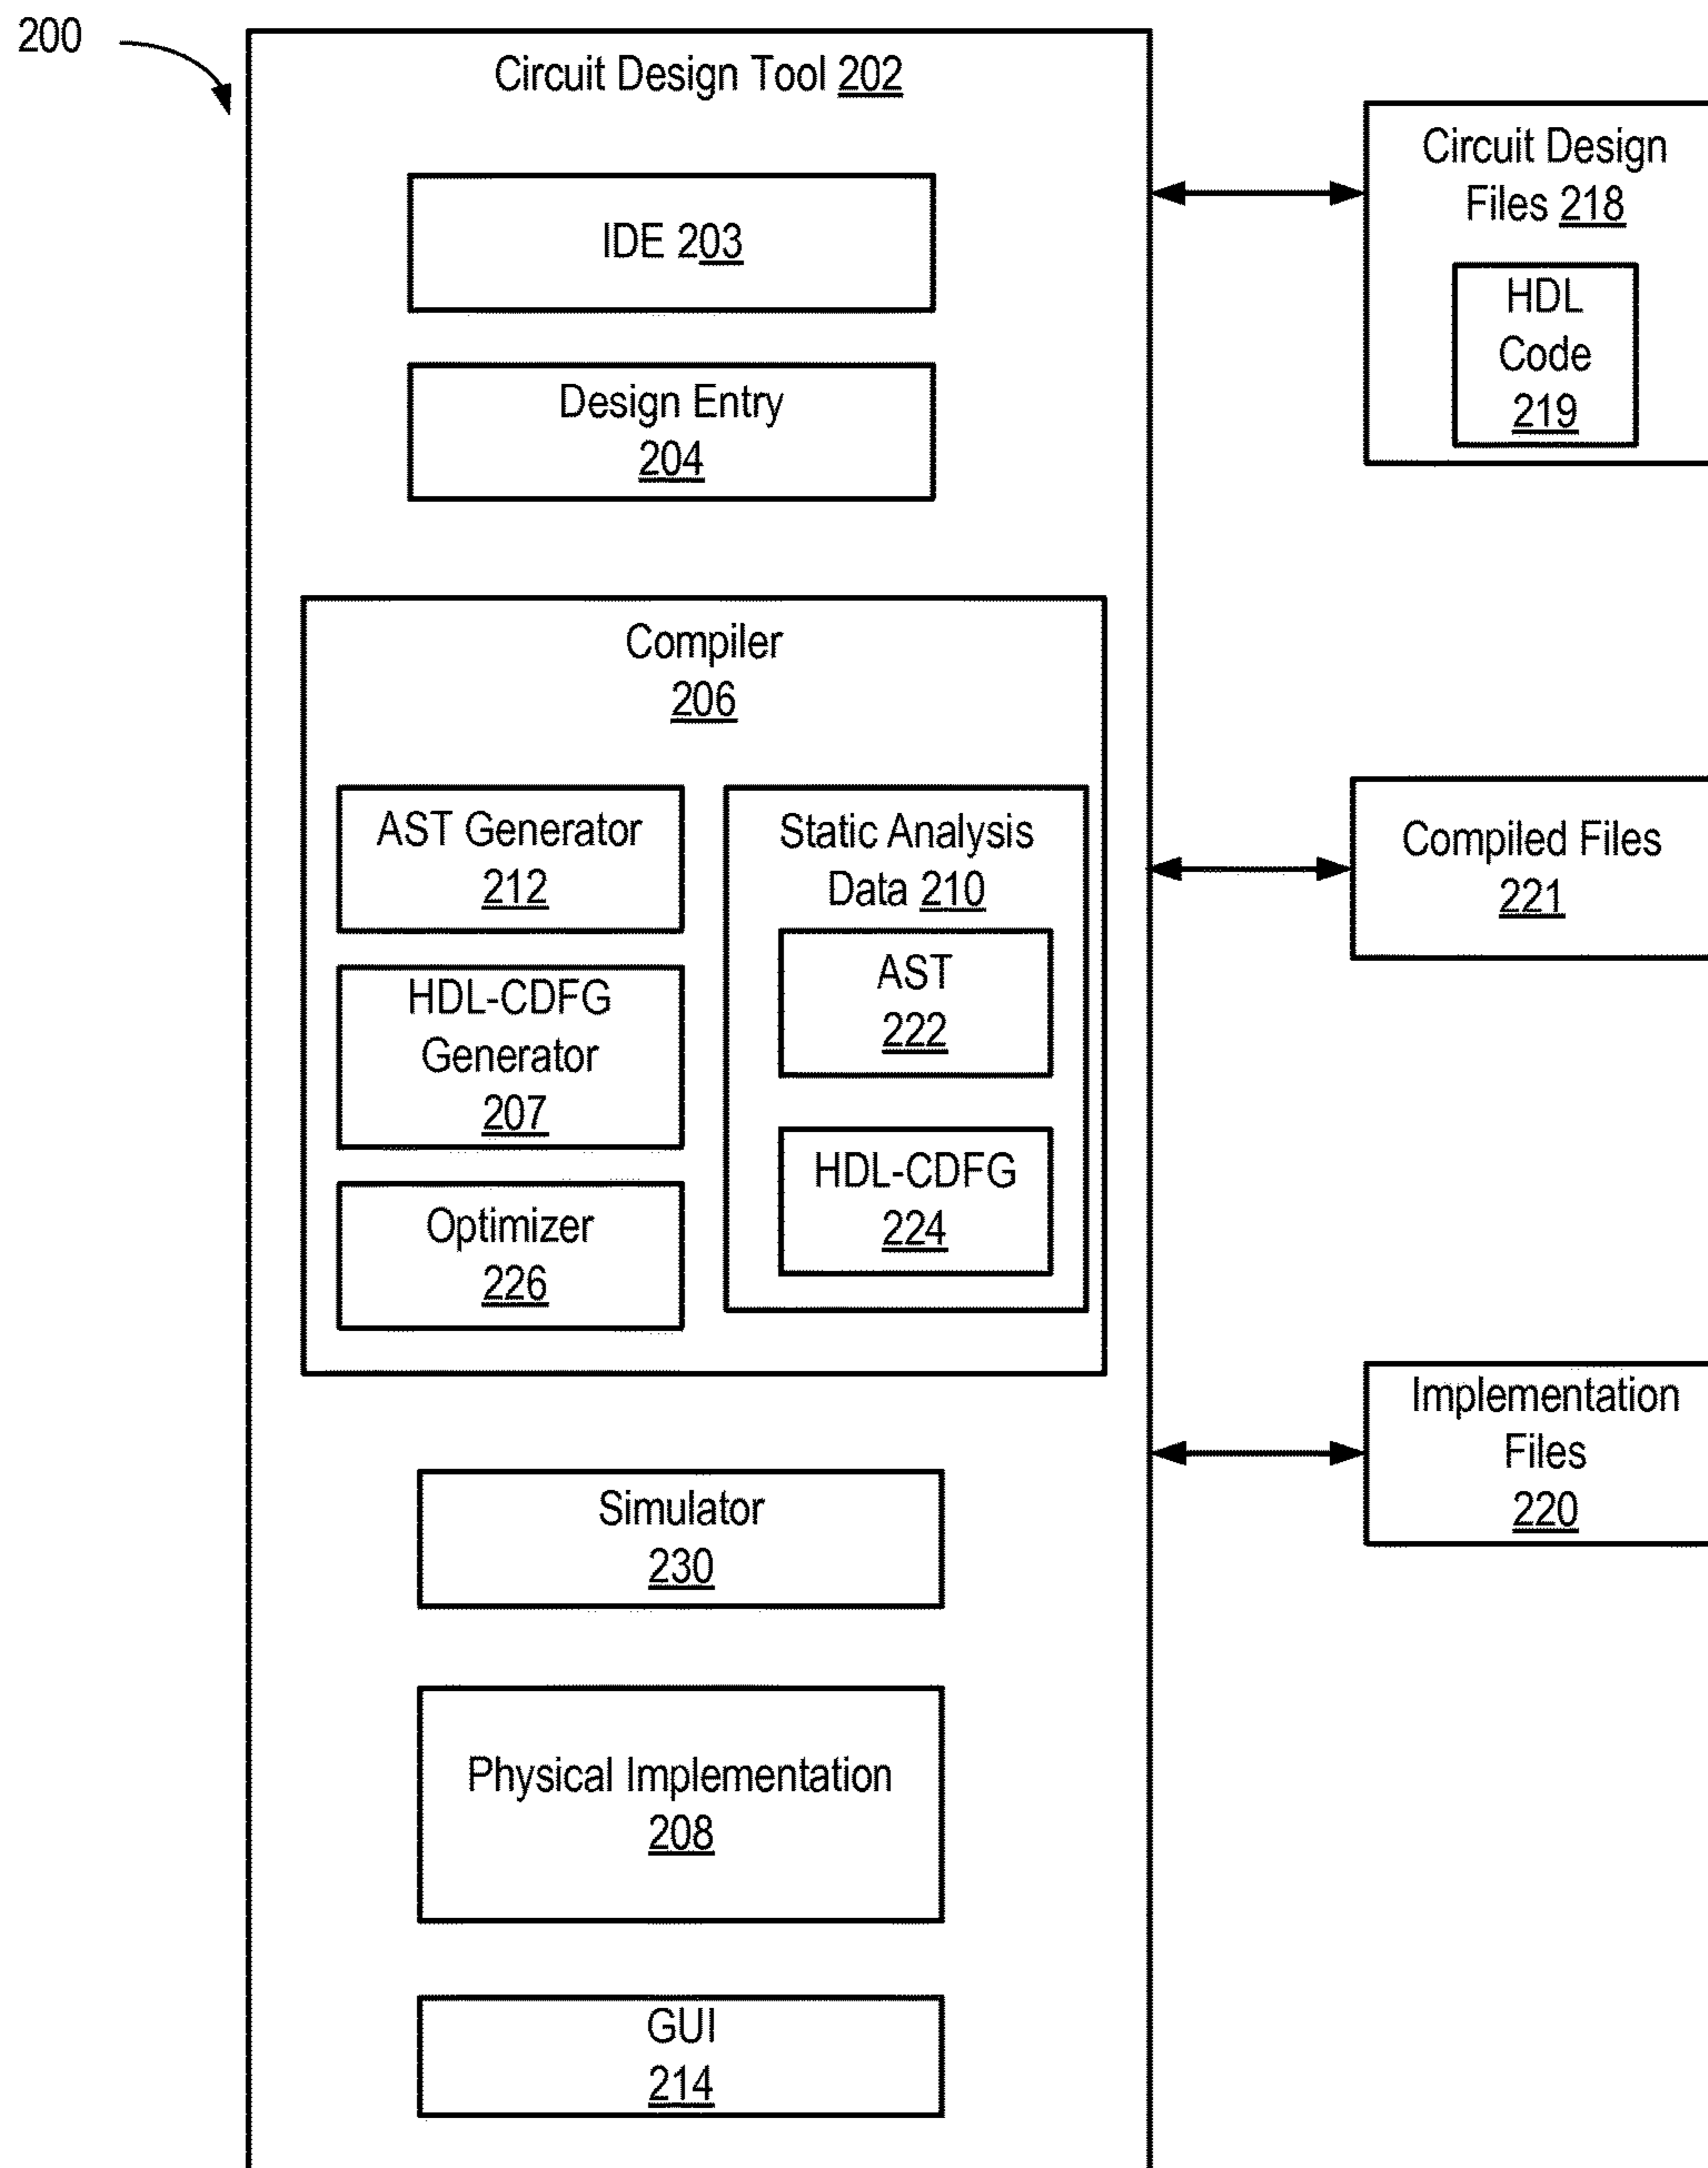 200
Circuit Design Tool 202
IDE 203
Design Entry
204
Compiler
206
AST Generator
212
HDL-CDFG
Generator
207
Optimizer
226
Static Analysis
Data 210
AST
222
HDL-CDFG
224
Simulator
230
Physical Implementation
208
GUI
214
Circuit Design
Files 218
HDL
Code
219
Compiled Files
221
Implementation
Files
220